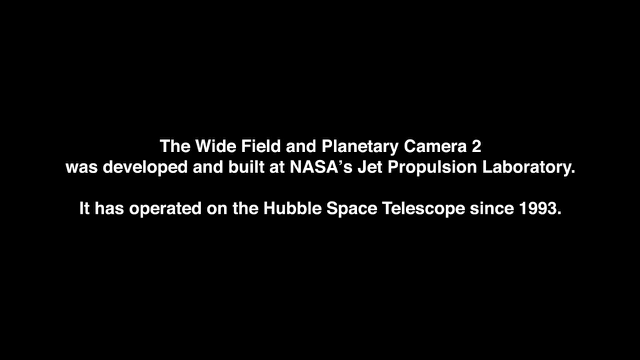 The Wide Field and Planetary Camera 2
was developed and built at NASA’s Jet Propulsion Laboratory.
It has operated on the Hubble Space Telescope since 1993.